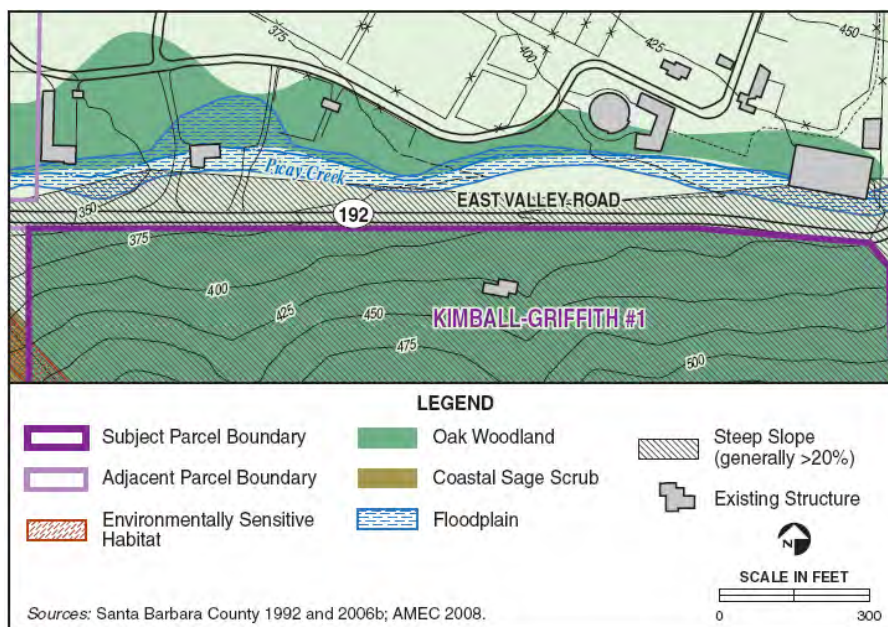 375
400
425
450
Picay Creek
EAST VALLEY ROAD
350
192
375
400
425
450
475
500
KIMBALL-GRIFFITH #1
LEGEND
Subject Parcel Boundary
Adjacent Parcel Boundary
Environmentally Sensitive
Habitat
Oak Woodland
Coastal Sage Scrub
Floodplain
Steep Slope
(generally >20%)
Existing Structure
N
SCALE IN FEET
0 300
Sources: Santa Barbara County 1992 and 2006b; AMEC 2008.